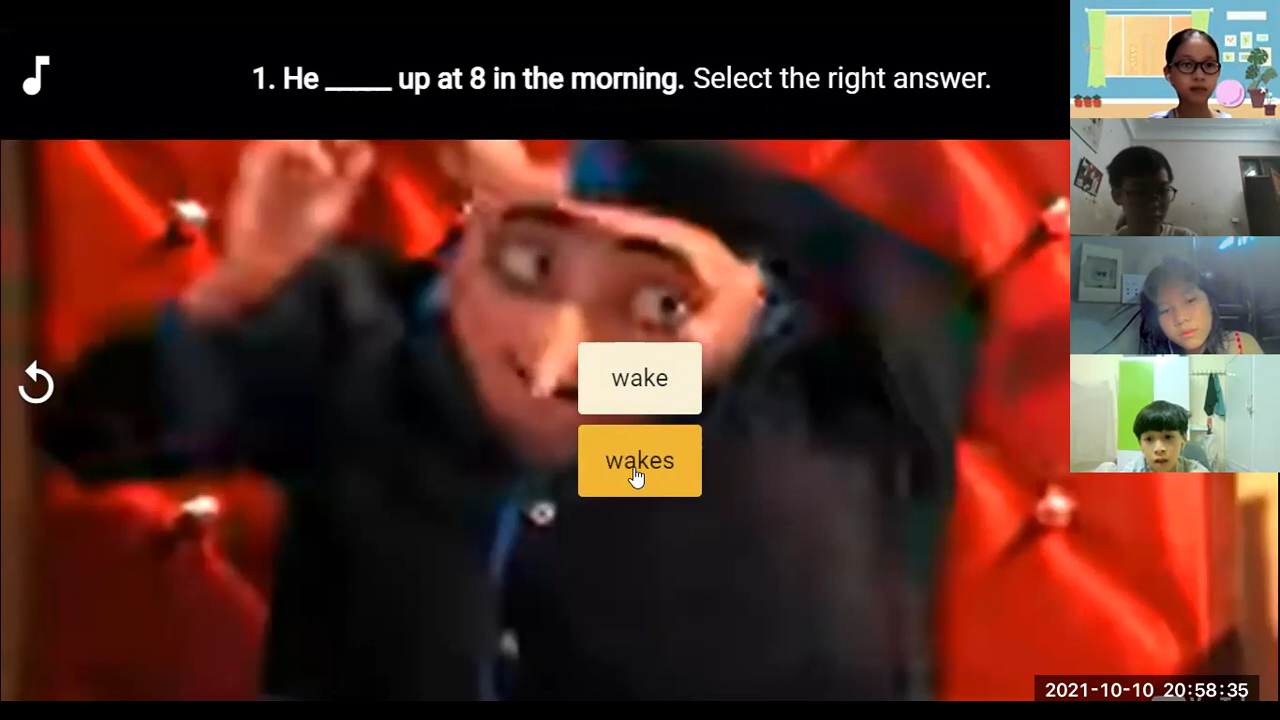 1. He _____ up at 8 in the morning. Select the right answer.
wake
wakes
2021-10-10 20:58:35